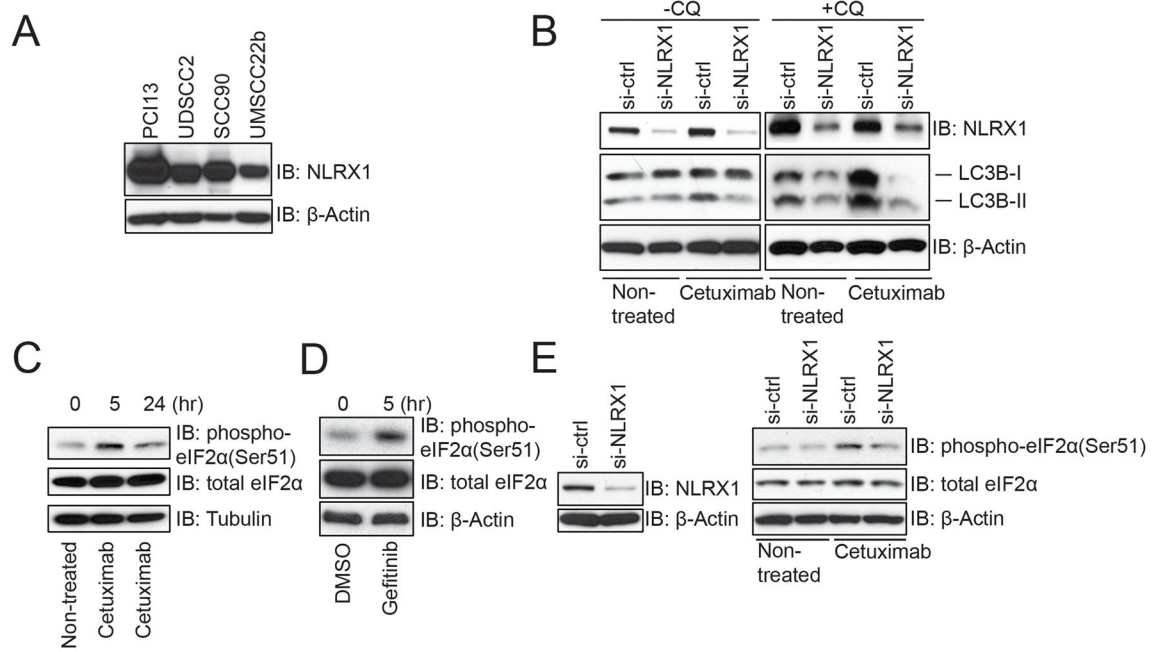 A
PCI13
UDSCC2
SCC90
UMSCC22b
IB: NLRX1
IB: β-Actin
B
-CQ
+CQ
si-ctrl
si-NLRX1
si-ctrl
si-NLRX1
si-ctrl
si-NLRX1
si-ctrl
si-NLRX1
IB: NLRX1
— LC3B-I
— LC3B-II
IB: β-Actin
Non-
treated
Cetuximab
Non-
treated
Cetuximab
C
0 5 24 (hr)
IB: phospho-
eIF2α(Ser51)
IB: total eIF2α
IB: Tubulin
Non-treated
Cetuximab
Cetuximab
D
0 5 (hr)
IB: phospho-
eIF2α(Ser51)
IB: total eIF2α
IB: β-Actin
DMSO
Gefitinib
E
si-ctrl
si-NLRX1
IB: NLRX1
IB: β-Actin
si-ctrl
si-NLRX1
si-ctrl
si-NLRX1
IB: phospho-eIF2α(Ser51)
IB: total eIF2α
IB: β-Actin
Non-
treated
Cetuximab